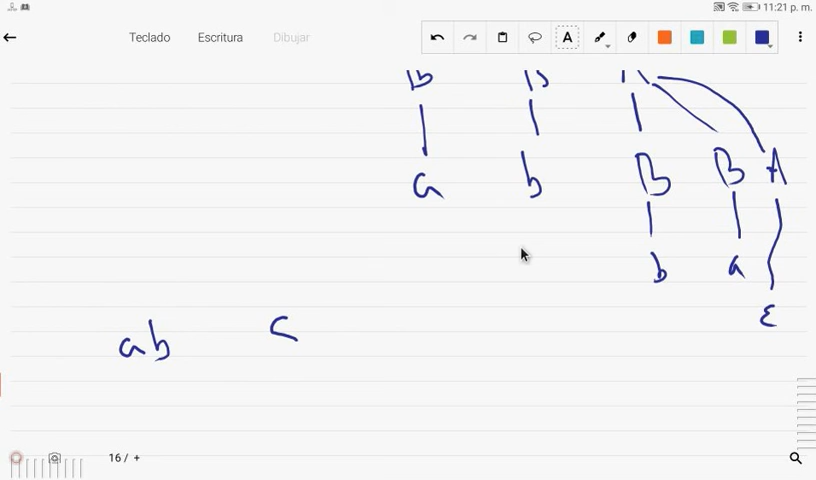 11:21 p. m.
Teclado Escritura Dibujar A
B B
a b B B A
b a
ε
ab
16 / +